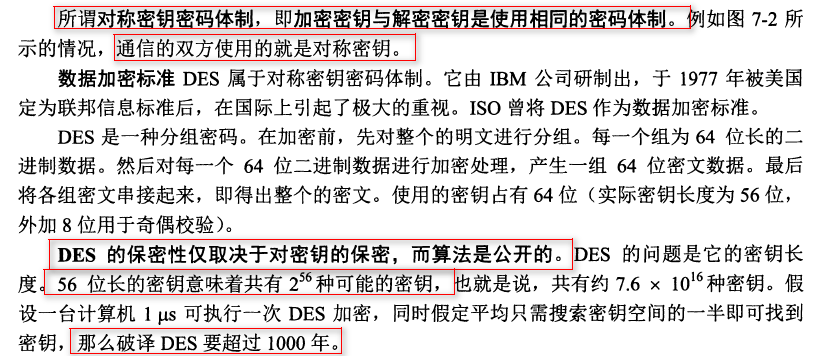 所谓对称密钥密码体制，即加密密钥与解密密钥是使用相同的密码体制。例如图 7-2 所
示的情况，通信的双方使用的就是对称密钥。
数据加密标准 DES 属于对称密钥密码体制。它由 IBM 公司研制出，于 1977 年被美国
定为联邦信息标准后，在国际上引起了极大的重视。ISO 曾将 DES 作为数据加密标准。
DES 是一种分组密码。在加密前，先对整个的明文进行分组。每一个组为 64 位长的二
进制数据。然后对每一个 64 位二进制数据进行加密处理，产生一组 64 位密文数据。最后
将各组密文串接起来，即得出整个的密文。使用的密钥占有 64 位（实际密钥长度为 56 位，
外加 8 位用于奇偶校验）。
DES 的保密性仅取决于对密钥的保密，而算法是公开的。DES 的问题是它的密钥长
度。56 位长的密钥意味着共有 2⁵⁶ 种可能的密钥，也就是说，共有约 7.6 × 10¹⁶ 种密钥。假
设一台计算机 1 μs 可执行一次 DES 加密，同时假定平均只需搜索密钥空间的一半即可找到
密钥，那么破译 DES 要超过 1000 年。